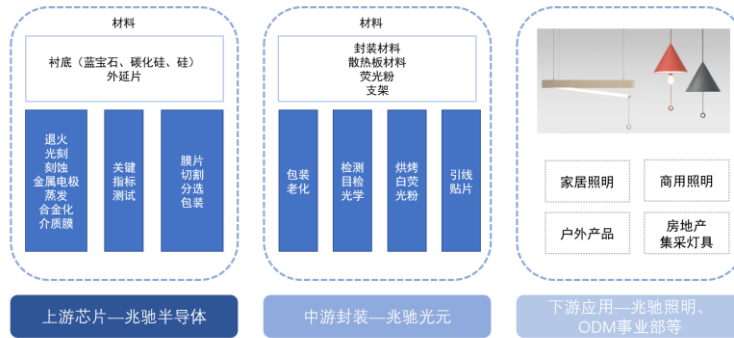 材料
衬底（蓝宝石、碳化硅、硅）
外延片
退火
光刻
刻蚀
金属电极
蒸发
合金化
介质膜
关键
指标
测试
膜片
切割
分选
包装
上游芯片—兆驰半导体
材料
封装材料
散热板材料
荧光粉
支架
包装
老化
检测
目检
光学
烘烤
白荧
光粉
引线
贴片
中游封装—兆驰光元
家居照明
商用照明
户外产品
房地产
集采灯具
下游应用—兆驰照明、
ODM事业部等